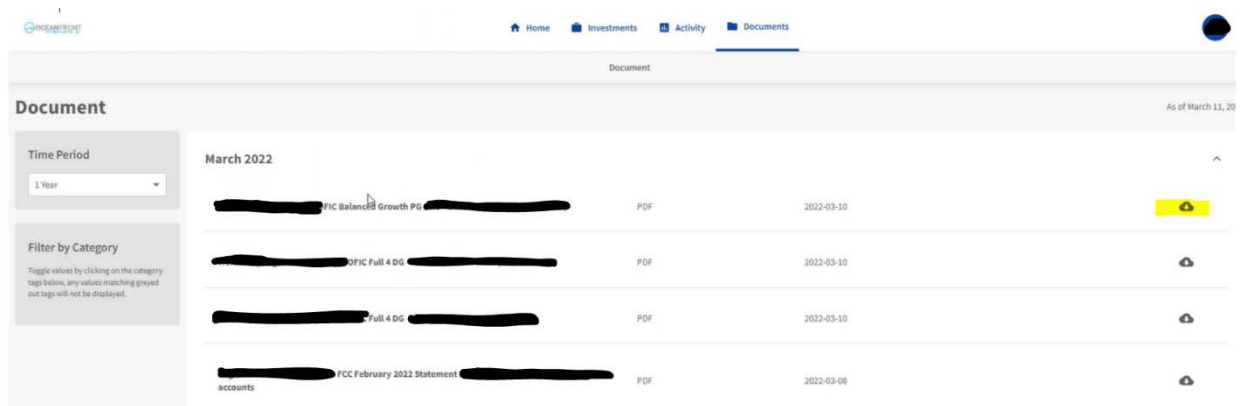 OCEANFRONT
Home Investments Activity Documents
Document
Document
As of March 11, 20
Time Period
1 Year
Filter by Category
Toggle values by clicking on the category
tags below, any values matching greyed
out tags will not be displayed.
March 2022
FIC Balanced Growth PG PDF 2022-03-10
OFIC Full 4 DG PDF 2022-03-10
Full 4 DG PDF 2022-03-10
FCC February 2022 Statement PDF 2022-03-08
accounts